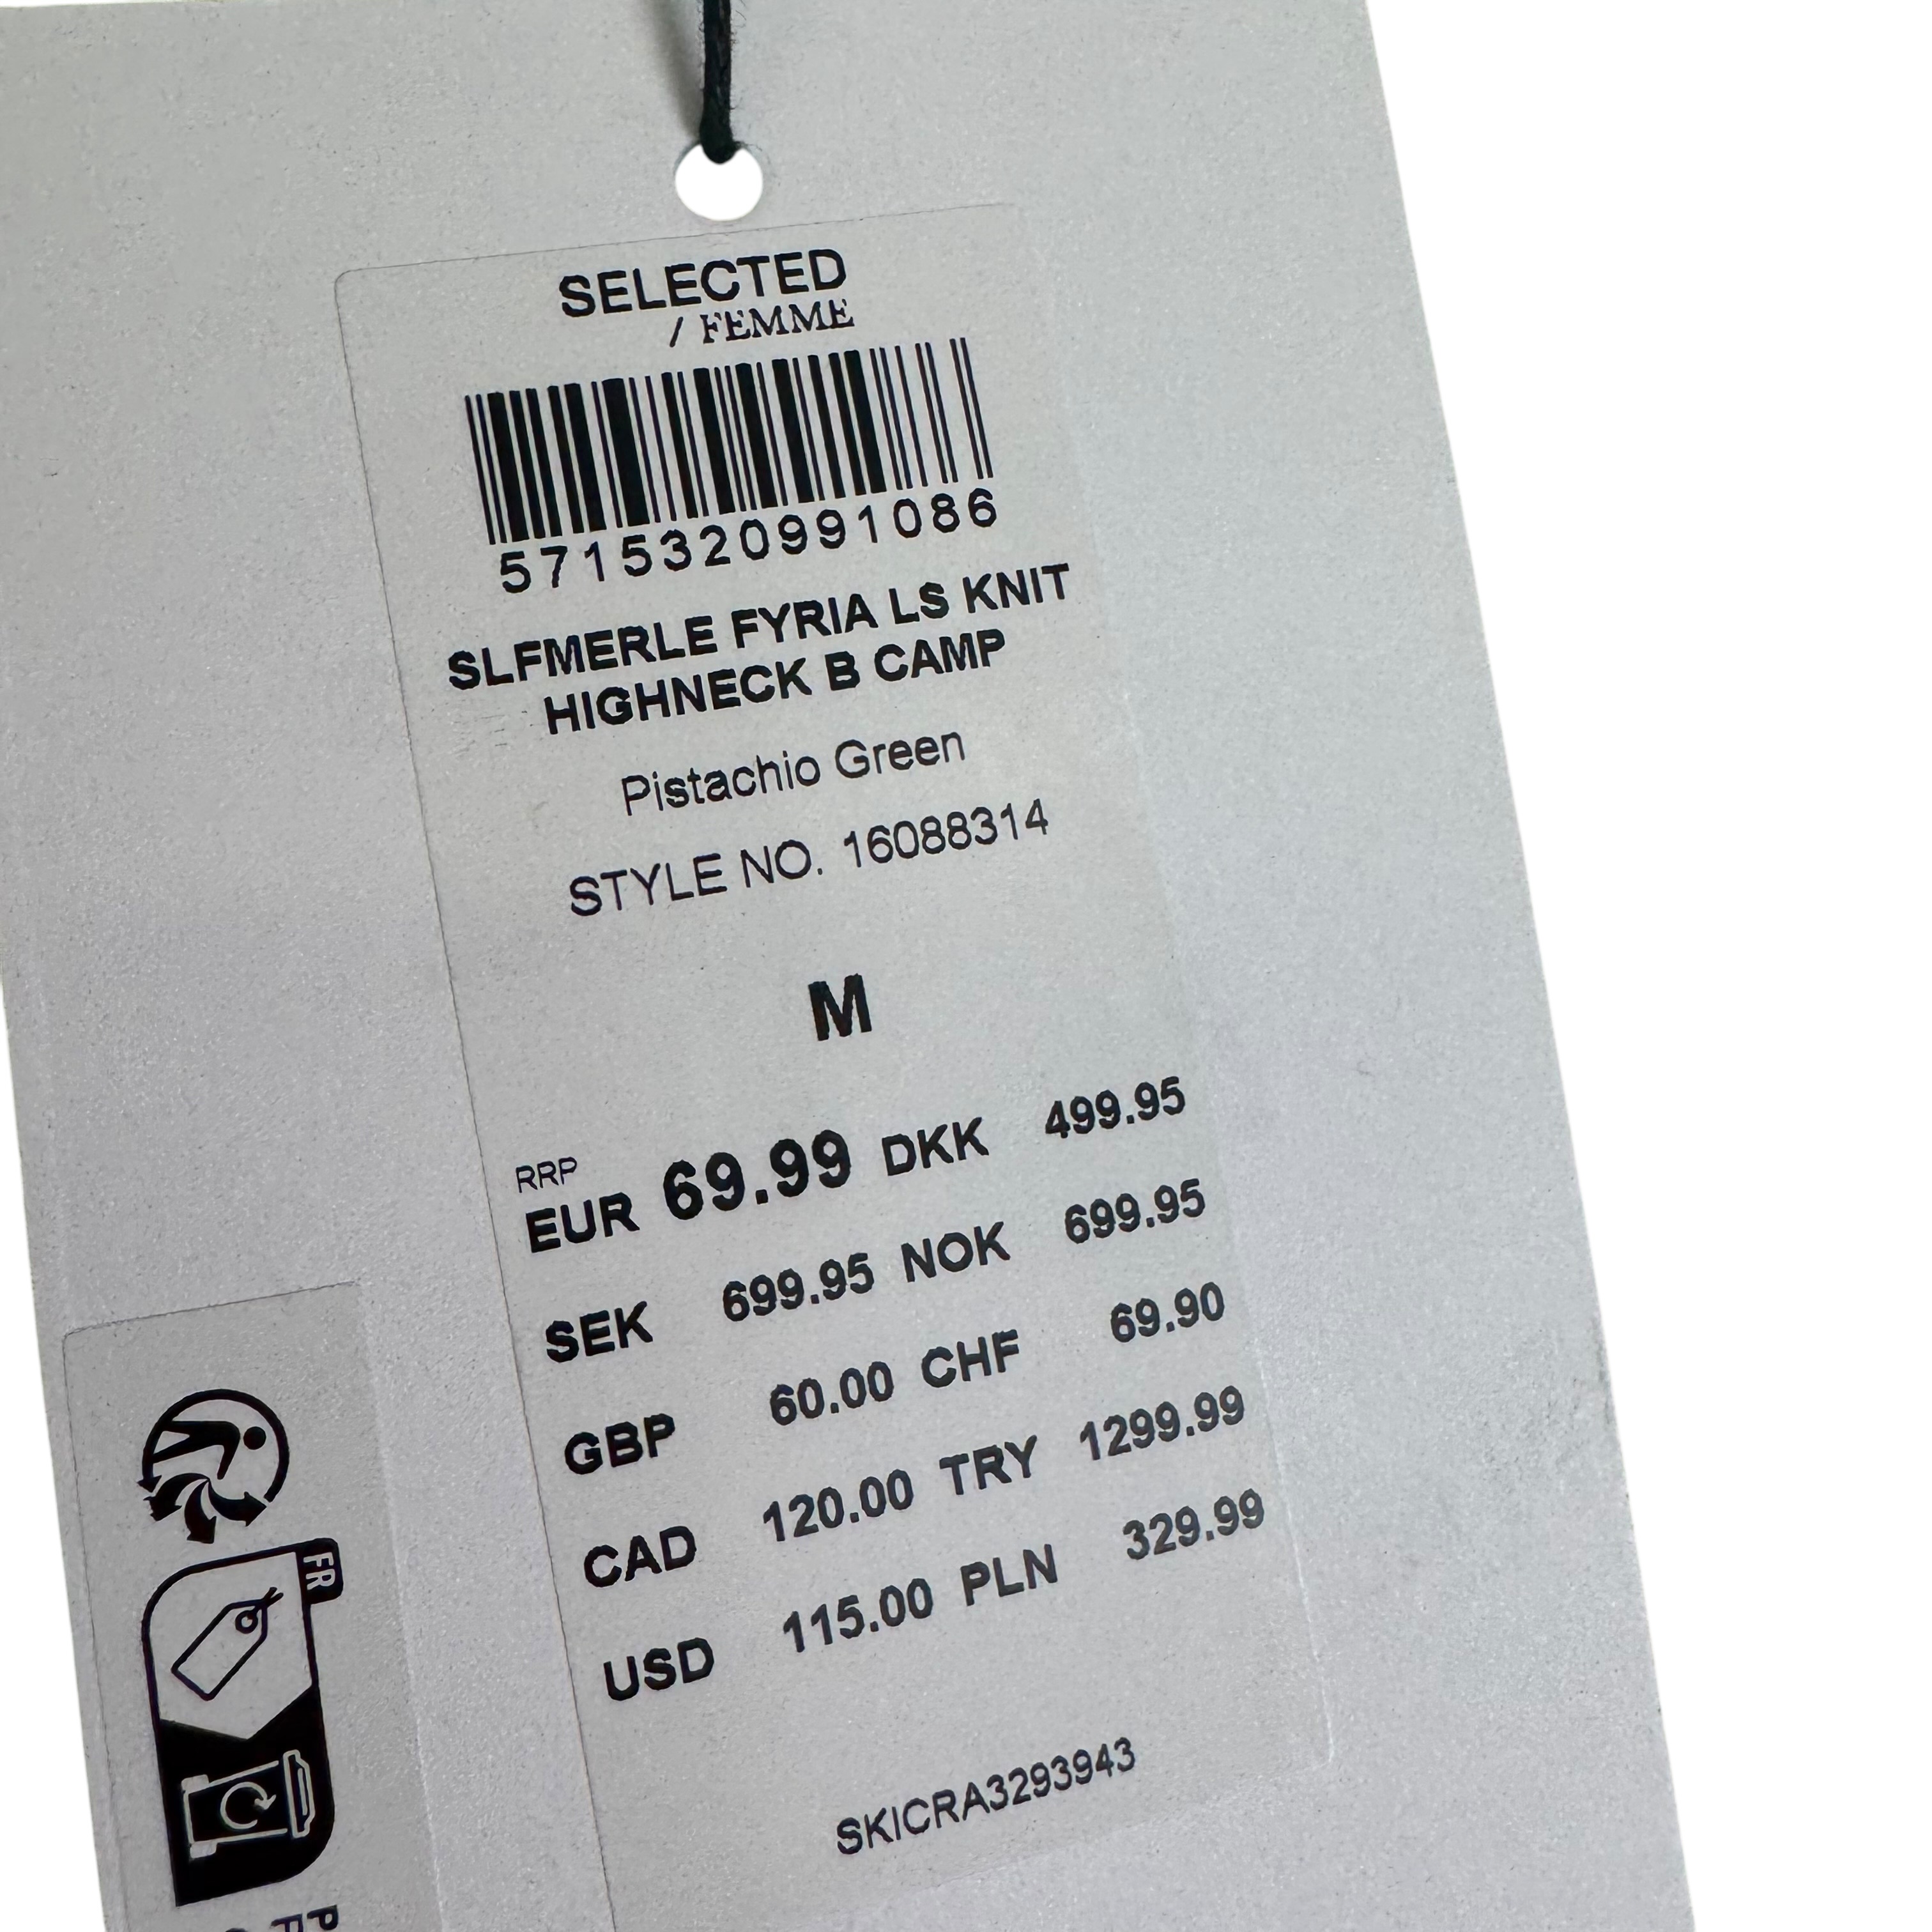 SELECTED
/ FEMME
5715320991086
SLFMERLE FYRIA LS KNIT
HIGHNECK B CAMP
Pistachio Green
STYLE NO. 16088314
M
RRP
EUR 69.99 DKK 499.95
SEK 699.95 NOK 699.95
GBP 60.00 CHF 69.90
CAD 120.00 TRY 1299.99
USD 115.00 PLN 329.99
SKICRA3293943
FR